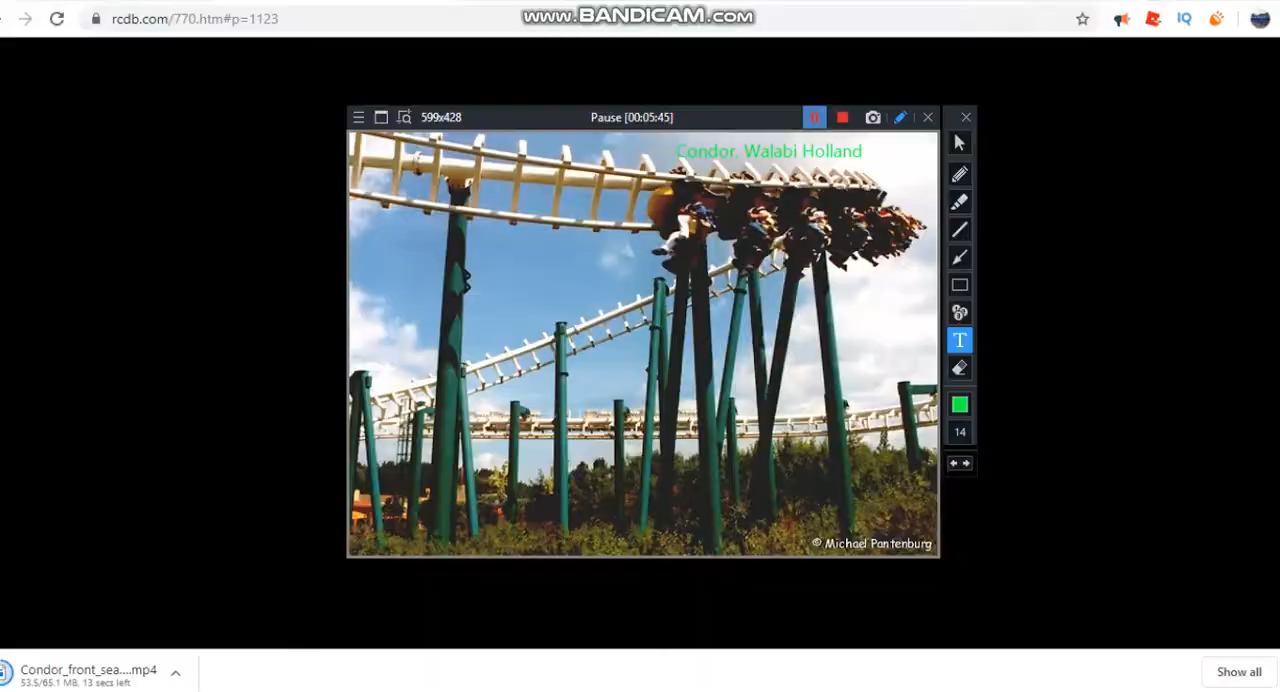 rcdb.com/770.htm#p=1123
www.BANDICAM.com
IQ
599x428
Pause [00:05:45]
Condor, Walabi Holland
T
14
© Michael Pantenburg
Condor_front_sea....mp4
53.5/65.1 MB, 13 secs left
Show all